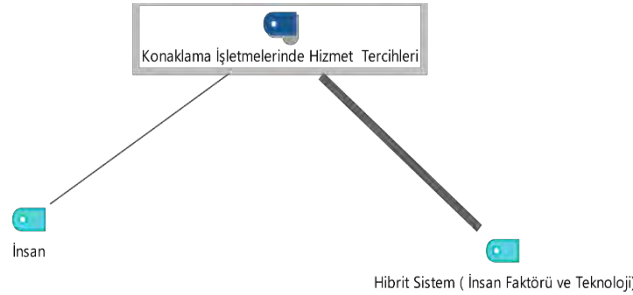 Konaklama İşletmelerinde Hizmet Tercihleri
İnsan
Hibrit Sistem ( İnsan Faktörü ve Teknoloji)